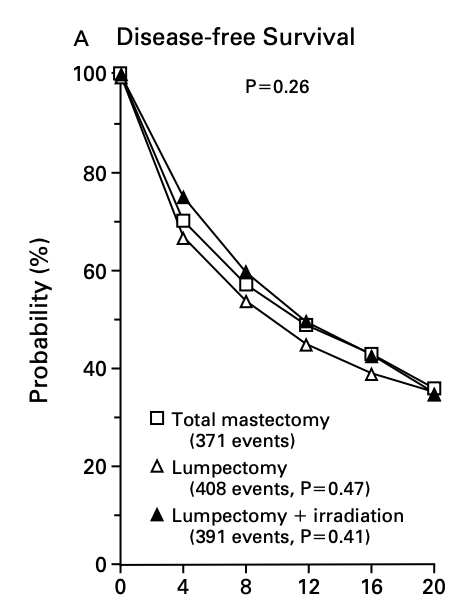 A Disease-free Survival
P=0.26
Probability (%)
100
80
60
40
20
0
Total mastectomy
(371 events)
Lumpectomy
(408 events, P=0.47)
Lumpectomy + irradiation
(391 events, P=0.41)
0 4 8 12 16 20